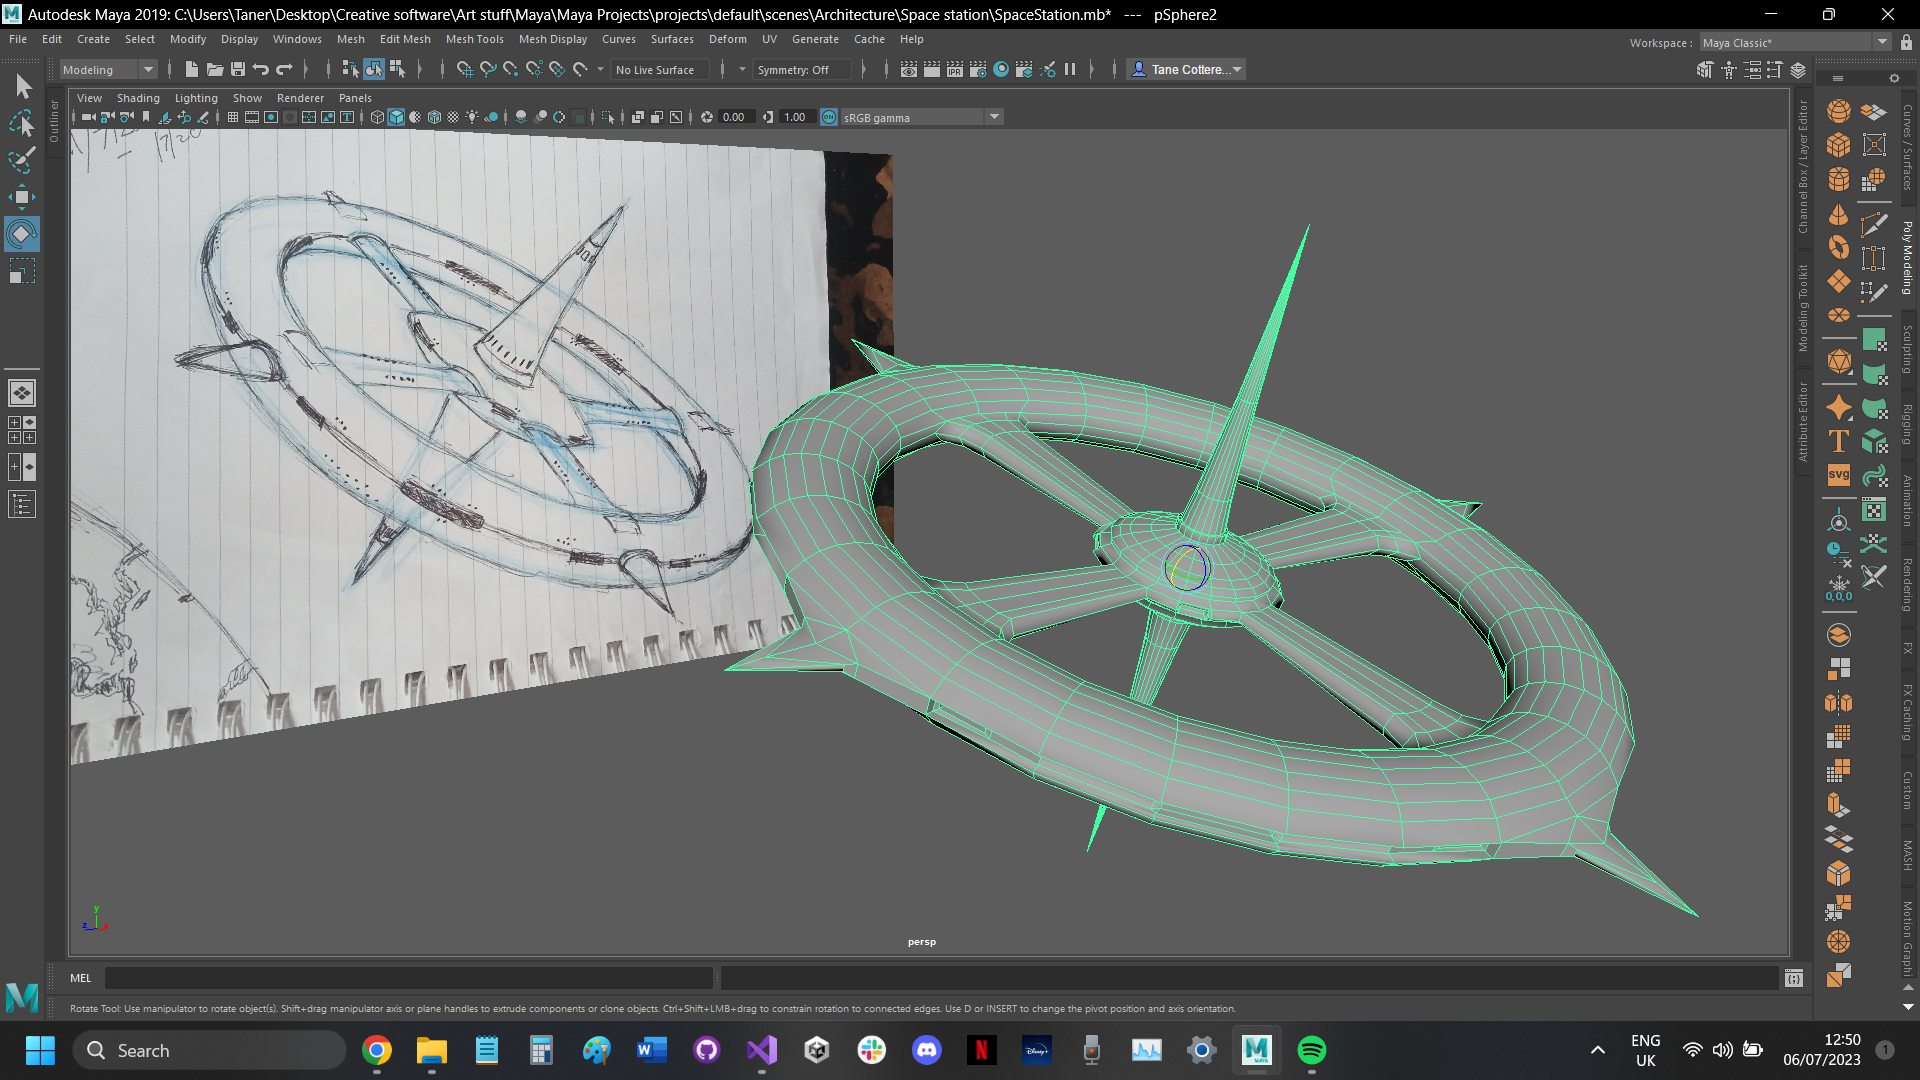 Autodesk Maya 2019: C:\Users\Taner\Desktop\Creative software\Art stuff\Maya\Maya Projects\projects\default\scenes\Architecture\Space station\SpaceStation.mb* --- pSphere2
File Edit Create Select Modify Display Windows Mesh Edit Mesh Mesh Tools Mesh Display Curves Surfaces Deform UV Generate Cache Help
Workspace : Maya Classic*
Modeling
No Live Surface
Symmetry: Off
IPR
Tane Cottere...
View Shading Lighting Show Renderer Panels
0.00
1.00
ON
sRGB gamma
Outliner
Channel Box / Layer Editor
Modeling Toolkit
Attribute Editor
Curves / Surfaces
Poly Modeling
Sculpting
Rigging
Animation
Rendering
FX
FX Caching
Custom
MASH
Motion Graphi
T
svg
0,0,0
y
z
x
persp
MEL
Rotate Tool: Use manipulator to rotate object(s). Shift+drag manipulator axis or plane handles to extrude components or clone objects. Ctrl+Shift+LMB+drag to constrain rotation to connected edges. Use D or INSERT to change the pivot position and axis orientation.
Search
ENG
UK
12:50
06/07/2023
1